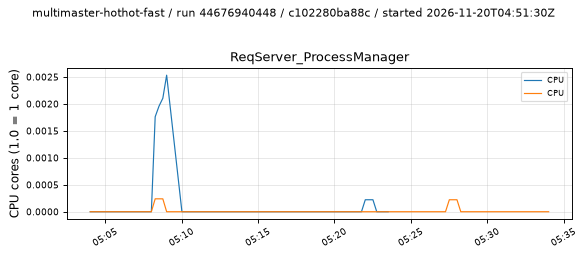 multimaster-hothot-fast / run 44676940448 / c102280ba88c / started 2026-11-20T04:51:30Z
ReqServer_ProcessManager
CPU cores (1.0 = 1 core)
0.0025
0.0020
0.0015
0.0010
0.0005
0.0000
CPU
CPU
05:05
05:10
05:15
05:20
05:25
05:30
05:35